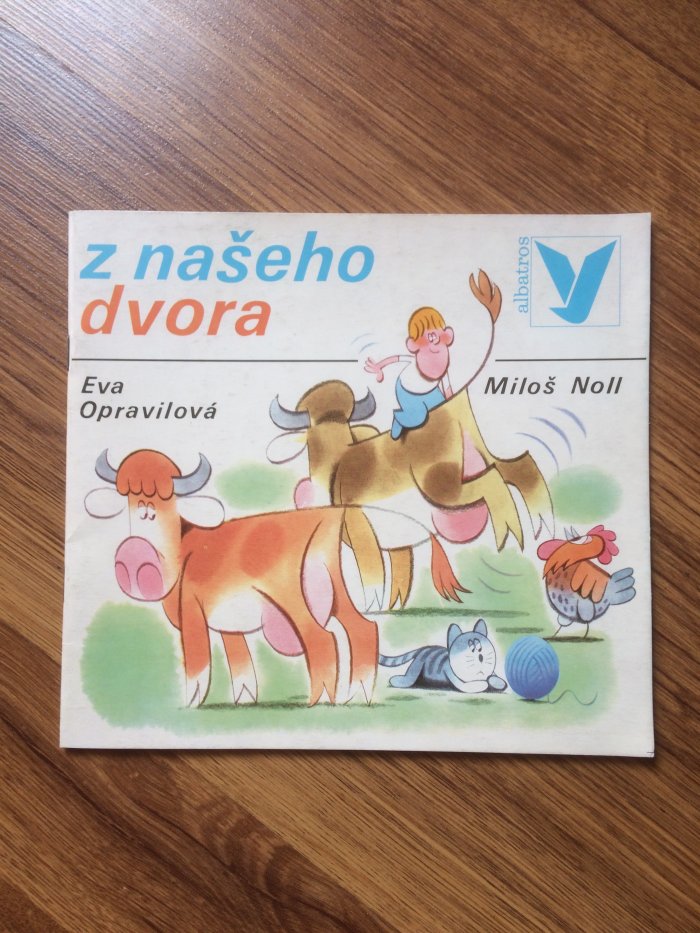 z našeho
dvora
albatros
Eva
Opravilová
Miloš Noll